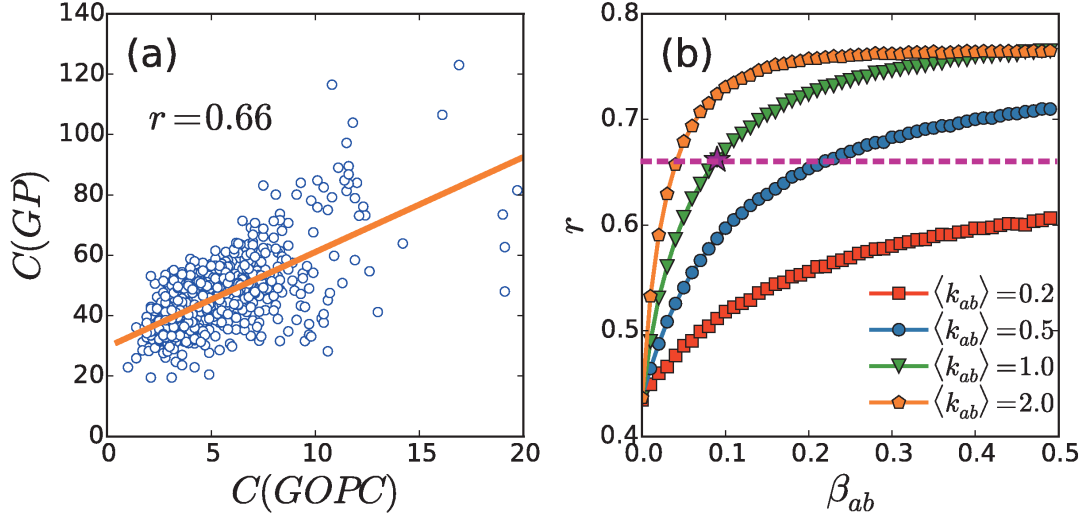 (a)
r=0.66
C(GP)
140
120
100
80
60
40
20
0
0
5
10
15
20
C(GOPC)
(b)
r
0.8
0.7
0.6
0.5
0.4
⟨k_ab⟩=0.2
⟨k_ab⟩=0.5
⟨k_ab⟩=1.0
⟨k_ab⟩=2.0
0.0
0.1
0.2
0.3
0.4
0.5
β_ab